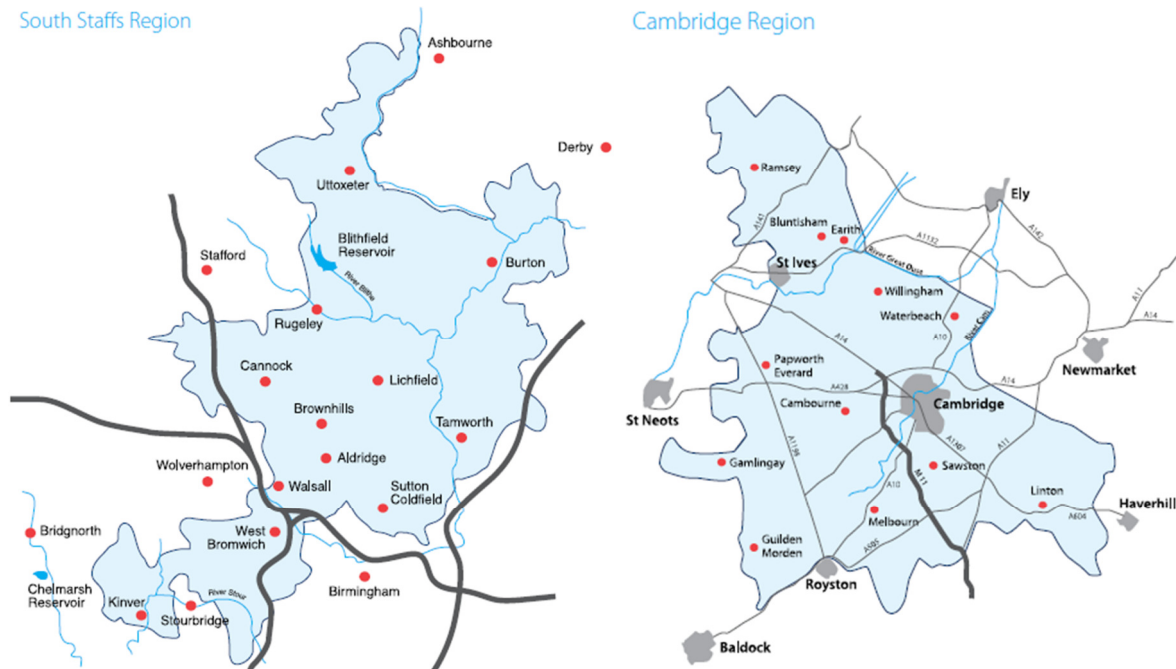 South Staffs Region
Ashbourne
Derby
Uttoxeter
Blithfield
Reservoir
Stafford
Burton
River Blithe
Rugeley
Cannock
Lichfield
Brownhills
Tamworth
Wolverhampton
Aldridge
Walsall
Sutton
Coldfield
Bridgnorth
West
Bromwich
Chelmarsh
Reservoir
Birmingham
Kinver
River Stour
Stourbridge
Cambridge Region
Ramsey
Ely
A141
Bluntisham
Earith
A1132
A142
River Great Ouse
St Ives
Willingham
A11
Waterbeach
River Cam
A14
A14
A10
Papworth
Everard
Newmarket
A14
A428
St Neots
Cambourne
Cambridge
A1198
A1307
A11
Gamlingay
Sawston
A10
M11
Linton
Melbourn
A604
Haverhill
Guilden
Morden
A505
Royston
Baldock